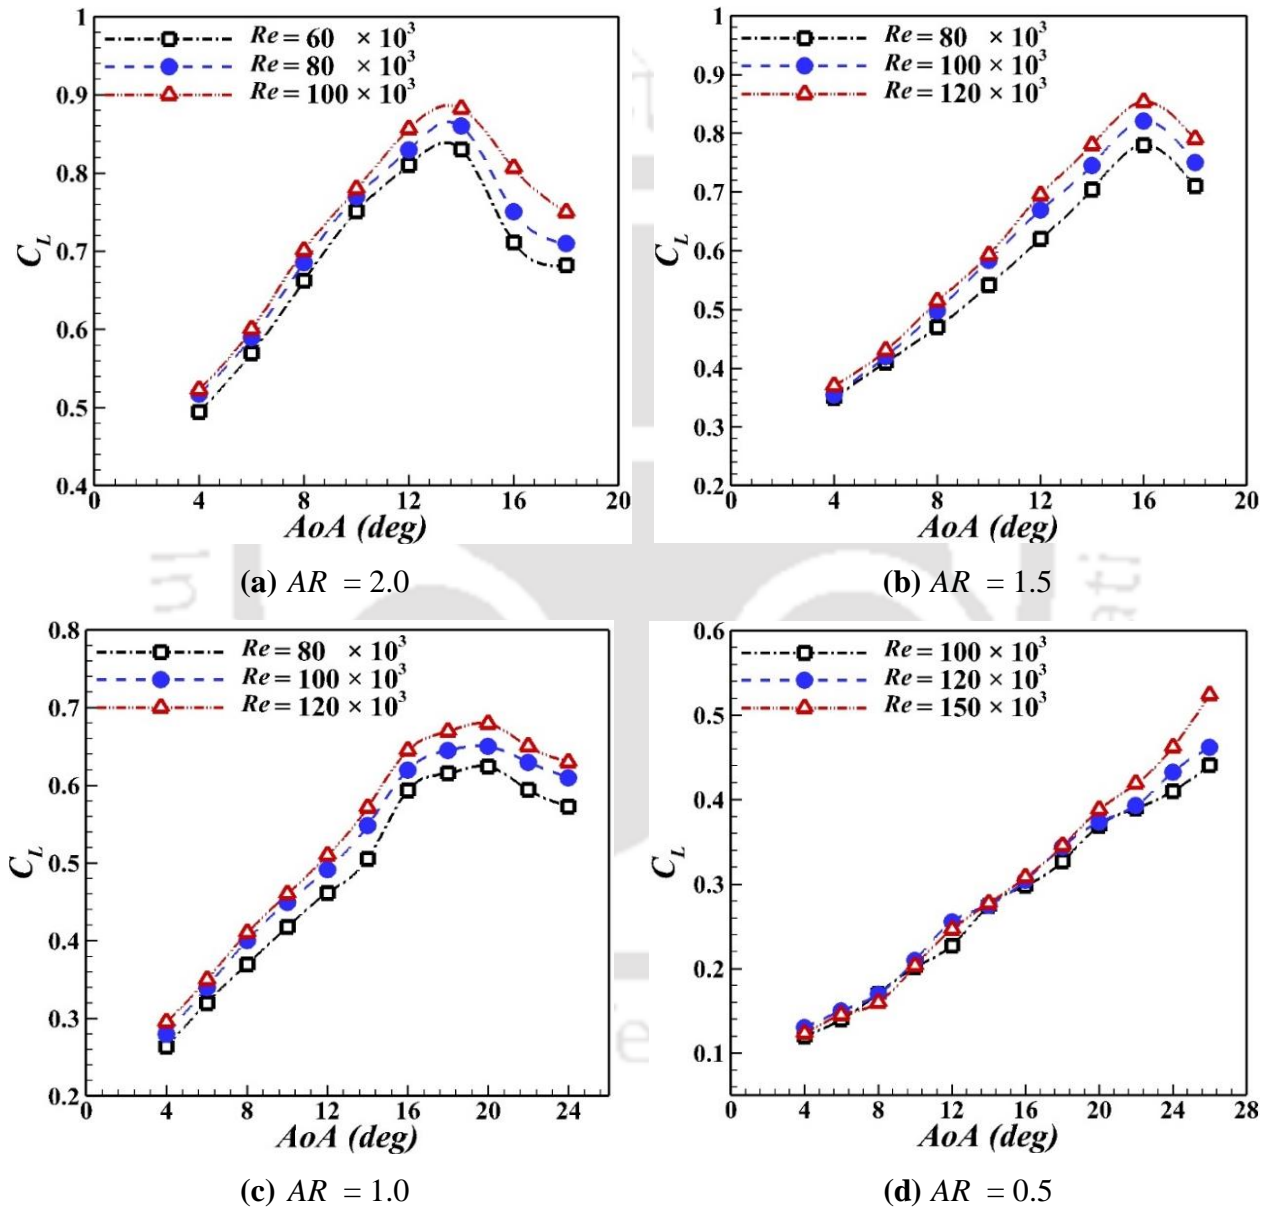 Re = 60 × 10³
Re = 80 × 10³
Re = 100 × 10³
1
0.9
0.8
0.7
0.6
0.5
0.4
C_L
0 4 8 12 16 20
AoA (deg)
(a) AR = 2.0
Re = 80 × 10³
Re = 100 × 10³
Re = 120 × 10³
1
0.9
0.8
0.7
0.6
0.5
0.4
0.3
0.2
C_L
0 4 8 12 16 20
AoA (deg)
(b) AR = 1.5
Re = 80 × 10³
Re = 100 × 10³
Re = 120 × 10³
0.8
0.7
0.6
0.5
0.4
0.3
0.2
C_L
0 4 8 12 16 20 24
AoA (deg)
(c) AR = 1.0
Re = 100 × 10³
Re = 120 × 10³
Re = 150 × 10³
0.6
0.5
0.4
0.3
0.2
0.1
C_L
0 4 8 12 16 20 24 28
AoA (deg)
(d) AR = 0.5
ati